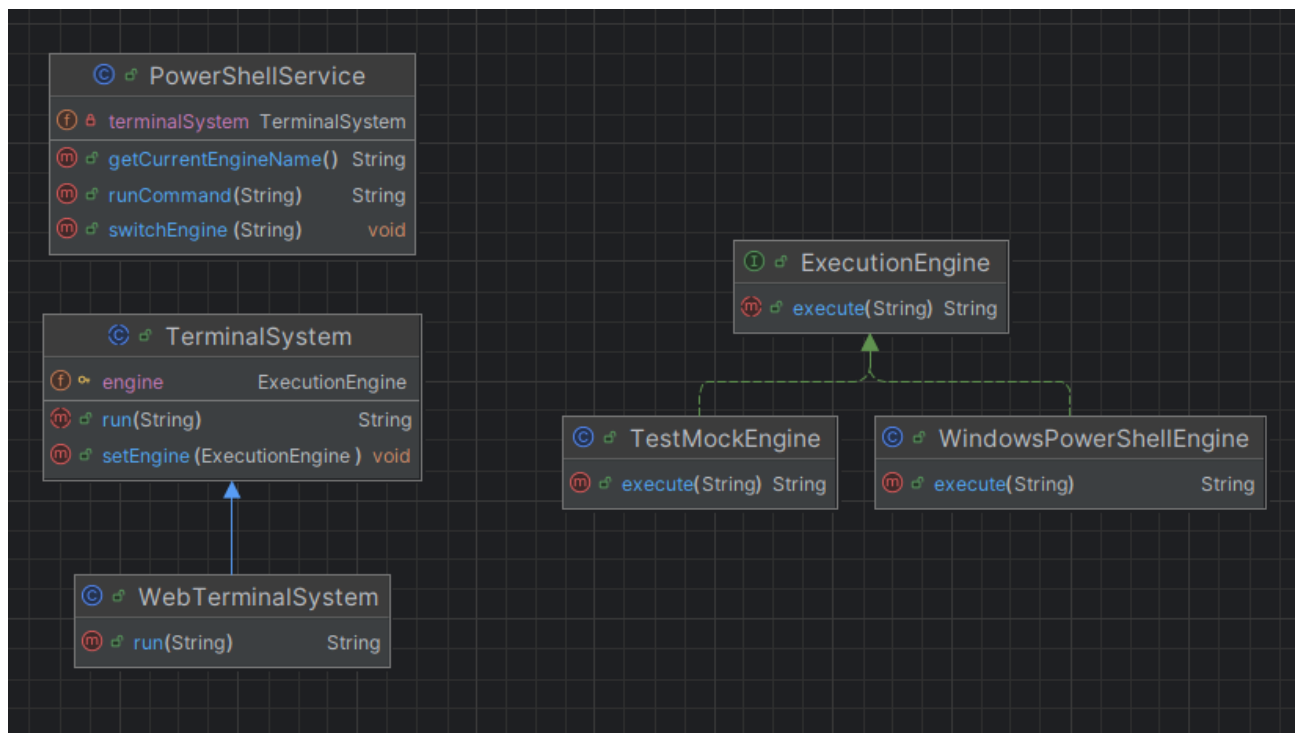 PowerShellService
terminalSystem TerminalSystem
getCurrentEngineName() String
runCommand(String) String
switchEngine (String) void
TerminalSystem
engine ExecutionEngine
run(String) String
setEngine (ExecutionEngine ) void
WebTerminalSystem
run(String) String
ExecutionEngine
execute(String) String
TestMockEngine
execute(String) String
WindowsPowerShellEngine
execute(String) String